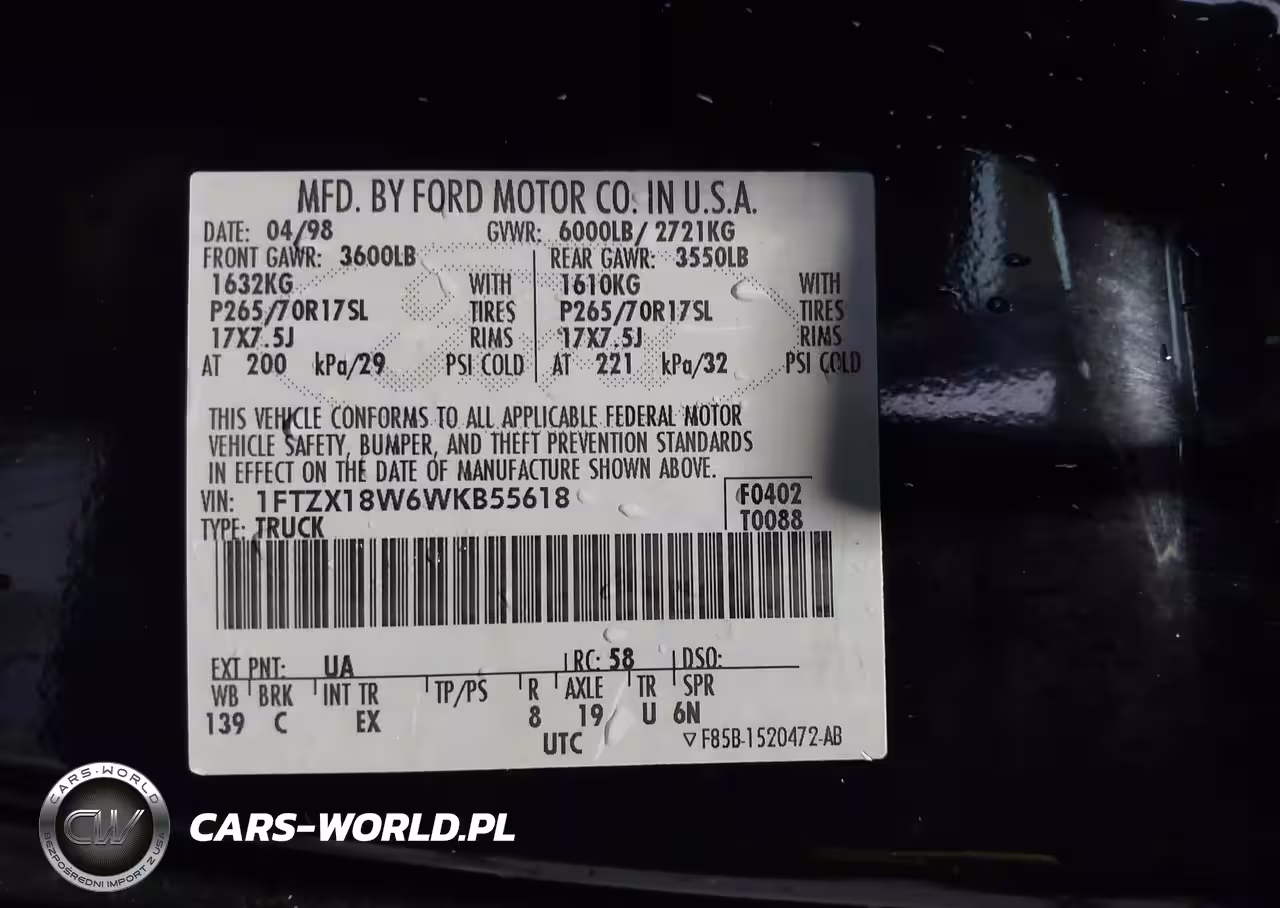 MFD. BY FORD MOTOR CO. IN U.S.A.
DATE: 04/98 GVWR: 6000LB/ 2721KG
FRONT GAWR: 3600LB REAR GAWR: 3550LB
1632KG WITH 1610KG WITH
P265/70R17SL TIRES P265/70R17SL TIRES
17X7.5J RIMS 17X7.5J RIMS
AT 200 kPa/29 PSI COLD AT 221 kPa/32 PSI COLD
THIS VEHICLE CONFORMS TO ALL APPLICABLE FEDERAL MOTOR
VEHICLE SAFETY, BUMPER, AND THEFT PREVENTION STANDARDS
IN EFFECT ON THE DATE OF MANUFACTURE SHOWN ABOVE.
VIN: 1FTZX18W6WKB55618 F0402
TYPE: TRUCK T0088
EXT PNT: UA RC: 58 DSO:
WB BRK INT TR TP/PS R AXLE TR SPR
139 C EX 8 19 U 6N
UTC ▽ F85B-1520472-AB
CARS-WORLD
CW
BEZPOŚREDNI IMPORT Z USA
CARS-WORLD.PL